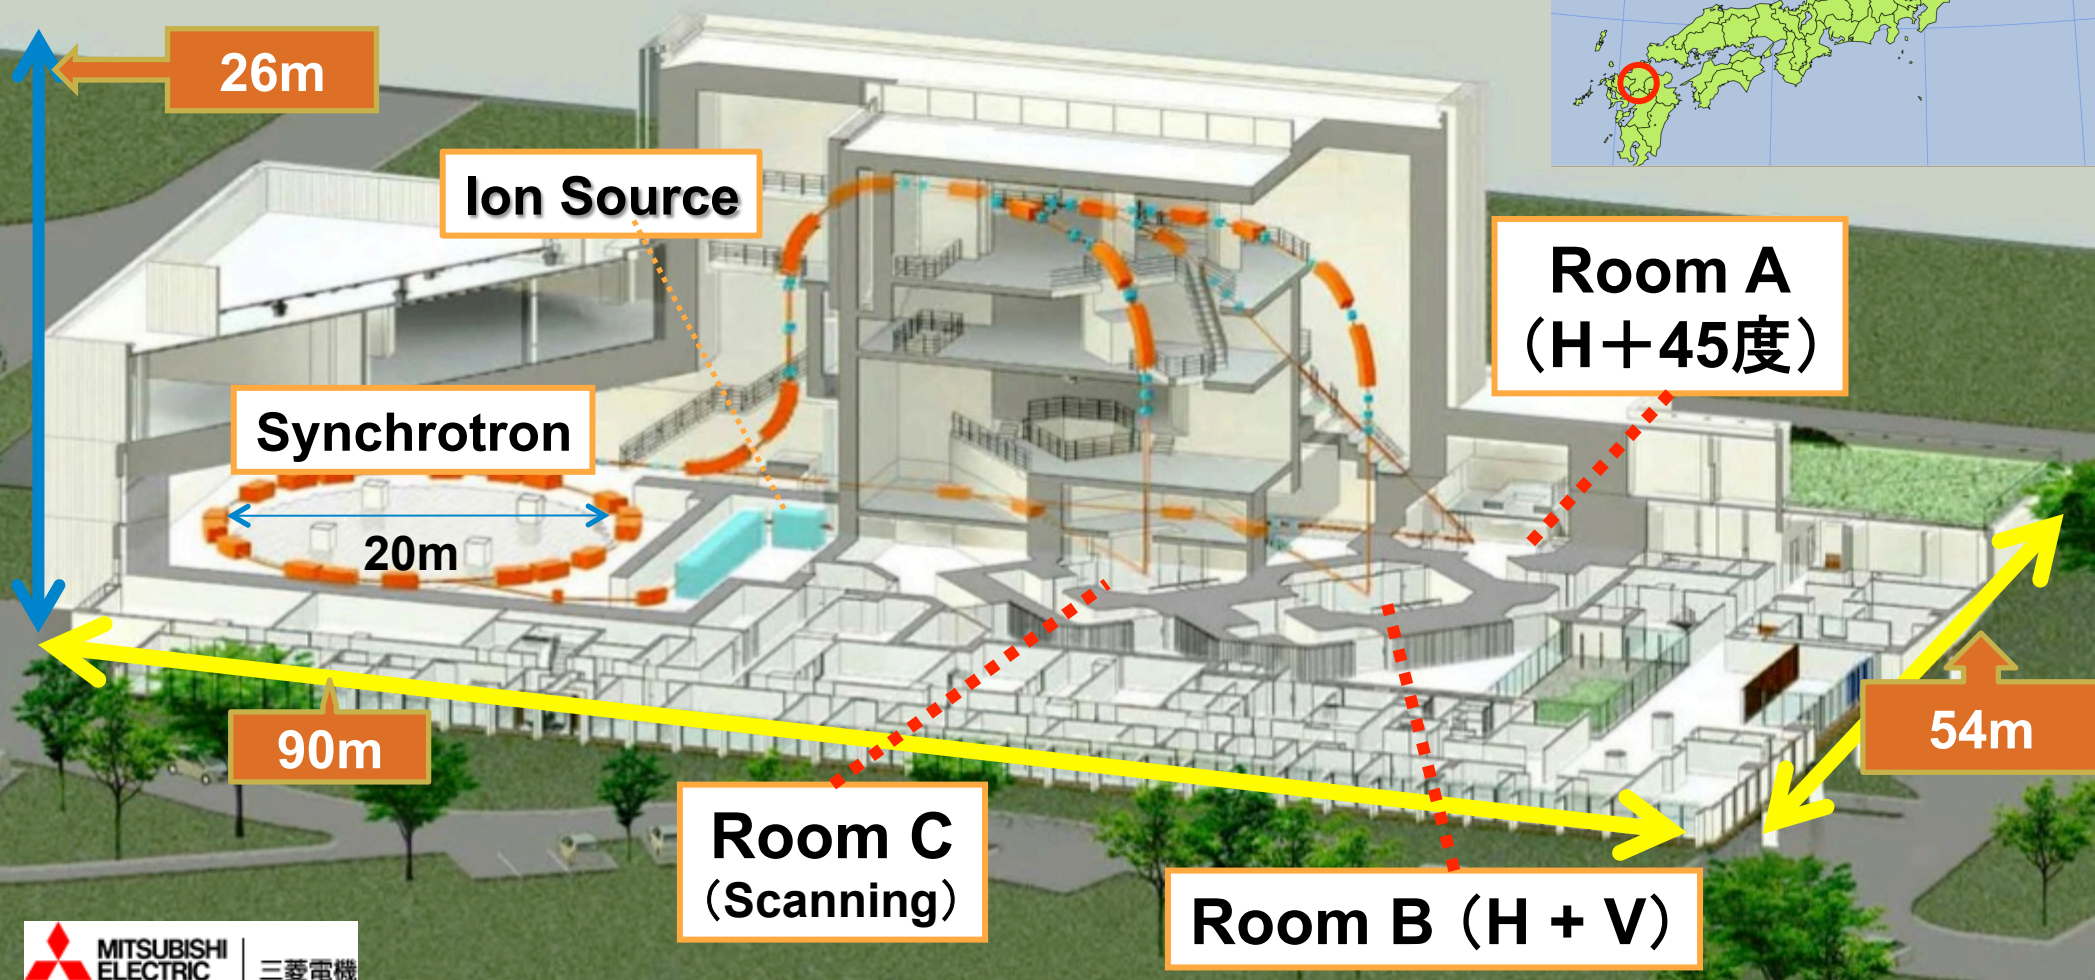 26m
Ion Source
Room A
（H＋45度）
Synchrotron
20m
90m
54m
Room C
（Scanning）
Room B（H + V）
MITSUBISHI
ELECTRIC
三菱電機